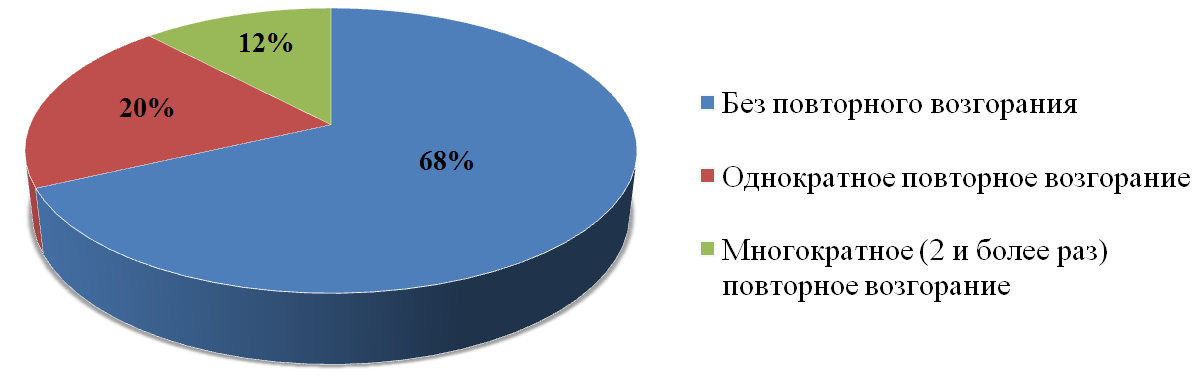 12%
20%
68%
Без повторного возгорания
Однократное повторное возгорание
Многократное (2 и более раз)
повторное возгорание